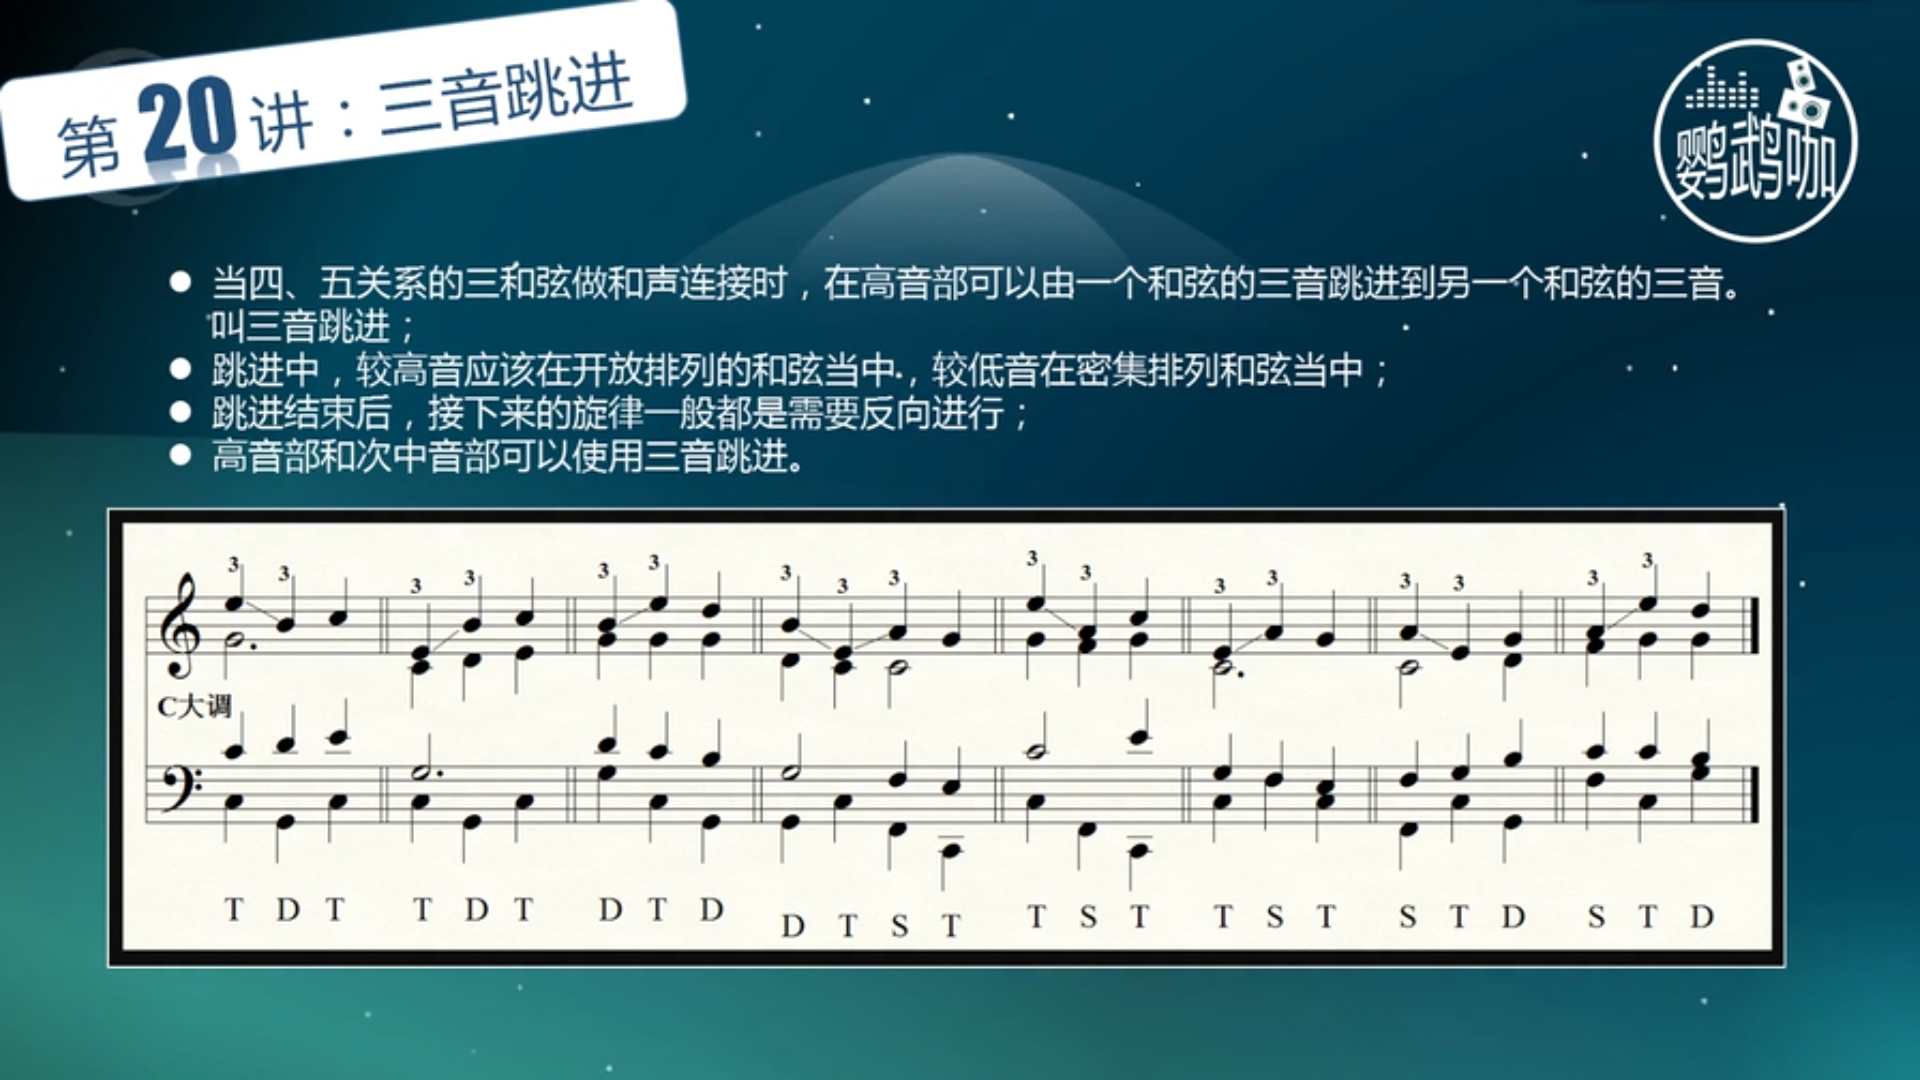 第20讲：三音跳进
鹦鹉咖
当四、五关系的三和弦做和声连接时，在高音部可以由一个和弦的三音跳进到另一个和弦的三音。
叫三音跳进；
跳进中，较高音应该在开放排列的和弦当中，较低音在密集排列和弦当中；
跳进结束后，接下来的旋律一般都是需要反向进行；
高音部和次中音部可以使用三音跳进。
3 3 3 3 3 3 3 3 3 3 3 3 3 3 3 3 3
C大调
T D T T D T D T D D T S T T S T T S T S T D S T D